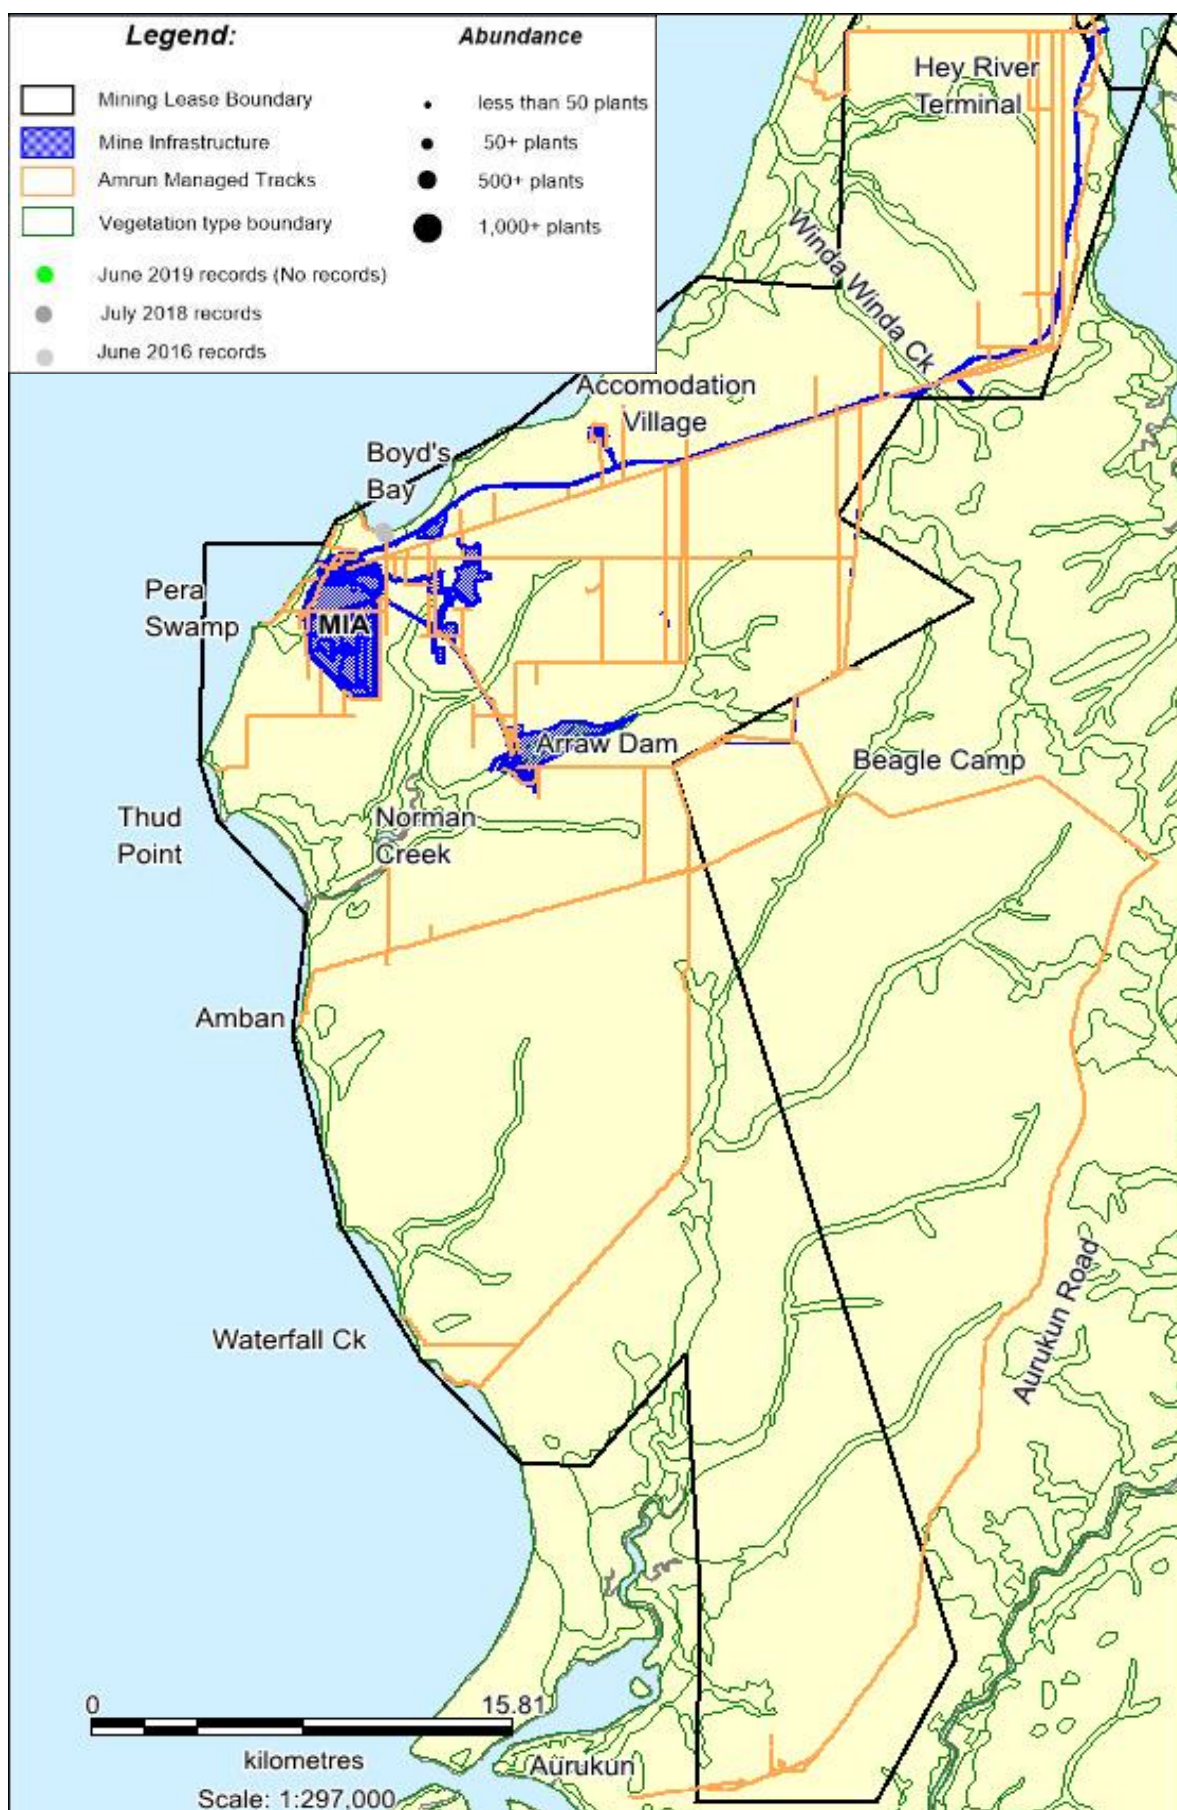 Legend:
Abundance
Mining Lease Boundary
less than 50 plants
Mine Infrastructure
50+ plants
Amrun Managed Tracks
500+ plants
Vegetation type boundary
1,000+ plants
June 2019 records (No records)
July 2018 records
June 2016 records
Hey River
Terminal
Winda Winda Ck
Accomodation
Village
Boyd's
Bay
Pera
Swamp
MIA
Arraw Dam
Beagle Camp
Thud
Point
Norman
Creek
Amban
Aurukun Road
Waterfall Ck
0
15.81
kilometres
Scale: 1:297,000
Aurukun